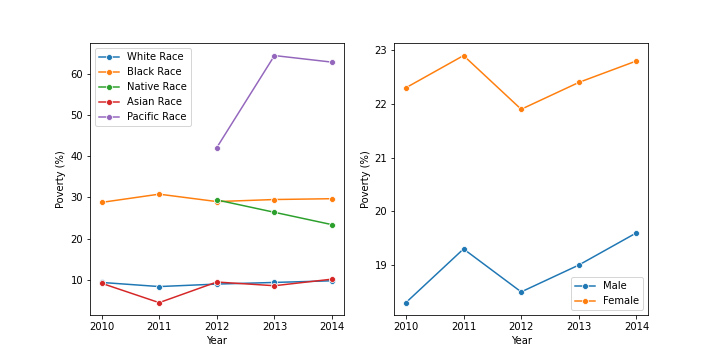 White Race
Black Race
Native Race
Asian Race
Pacific Race
60
50
40
30
20
10
Poverty (%)
2010 2011 2012 2013 2014
Year
23
22
21
20
19
Poverty (%)
Male
Female
2010 2011 2012 2013 2014
Year